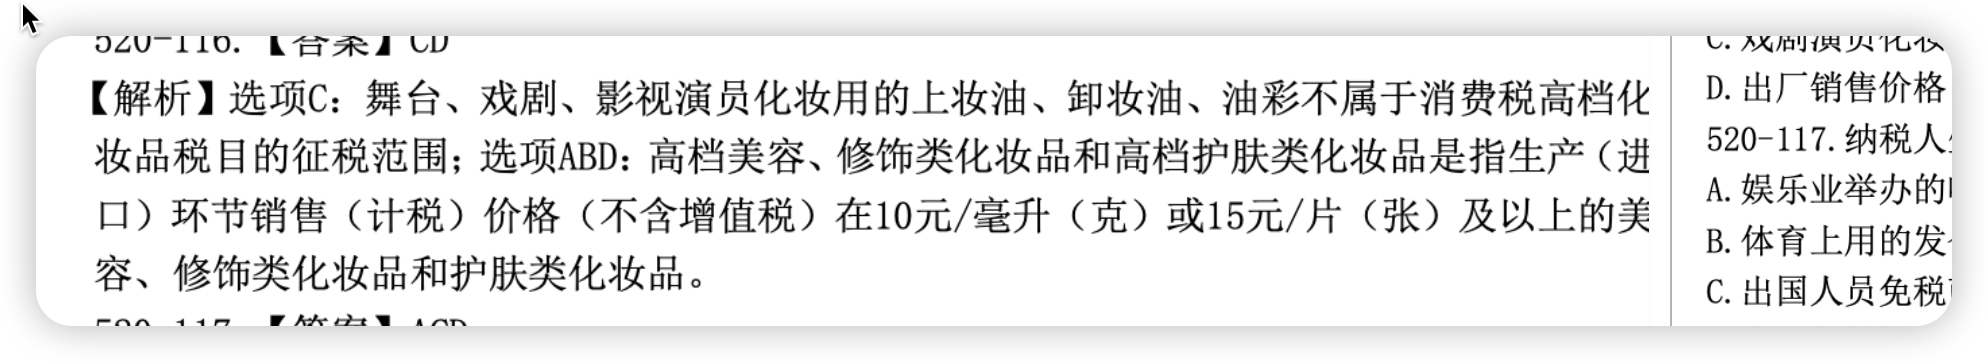 520-116.【答案】CD
【解析】选项C：舞台、戏剧、影视演员化妆用的上妆油、卸妆油、油彩不属于消费税高档化
妆品税目的征税范围；选项ABD：高档美容、修饰类化妆品和高档护肤类化妆品是指生产（进
口）环节销售（计税）价格（不含增值税）在10元/毫升（克）或15元/片（张）及以上的美
容、修饰类化妆品和护肤类化妆品。
520-117.【答案】ACD
C.戏剧演员化妆
D.出厂销售价格
520-117.纳税人
A.娱乐业举办的
B.体育上用的发
C.出国人员免税